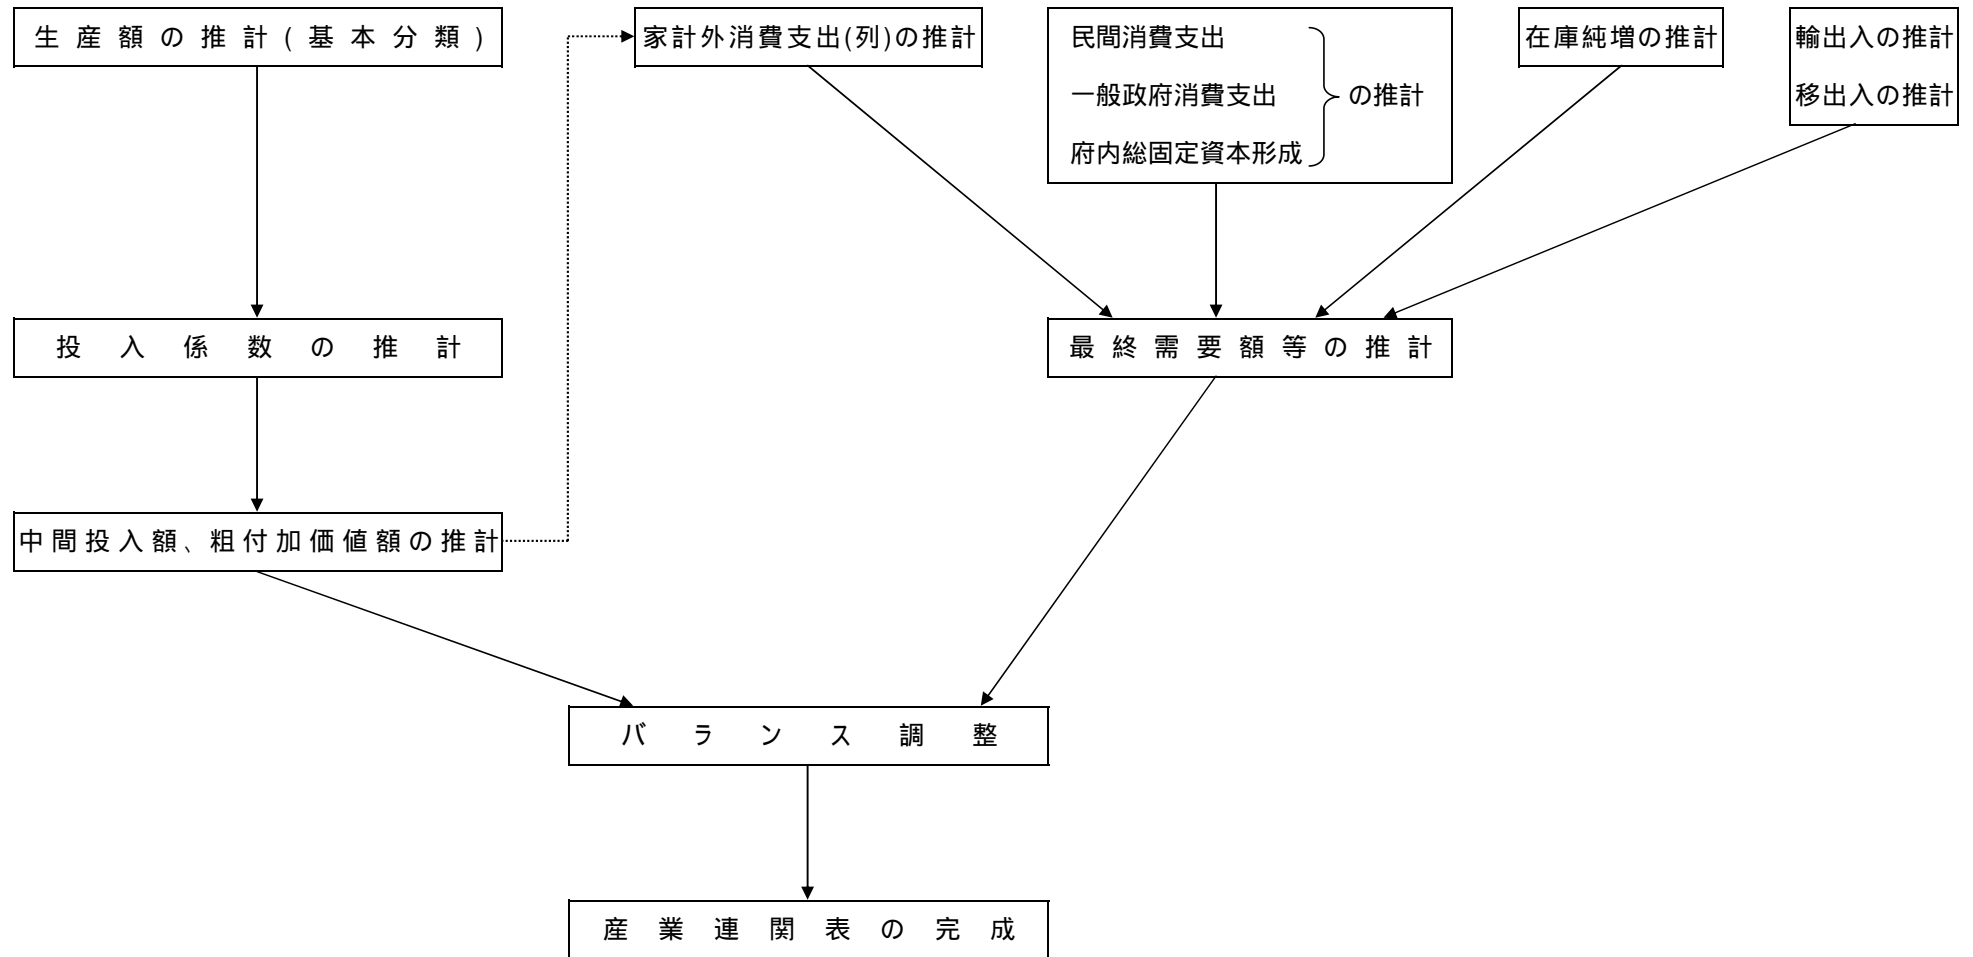 生産額の推計(基本分類)
家計外消費支出(列)の推計
民間消費支出
一般政府消費支出
府内総固定資本形成
の推計
在庫純増の推計
輸出入の推計
移出入の推計
投入係数の推計
最終需要額等の推計
中間投入額、粗付加価値額の推計
バランス調整
産業連関表の完成